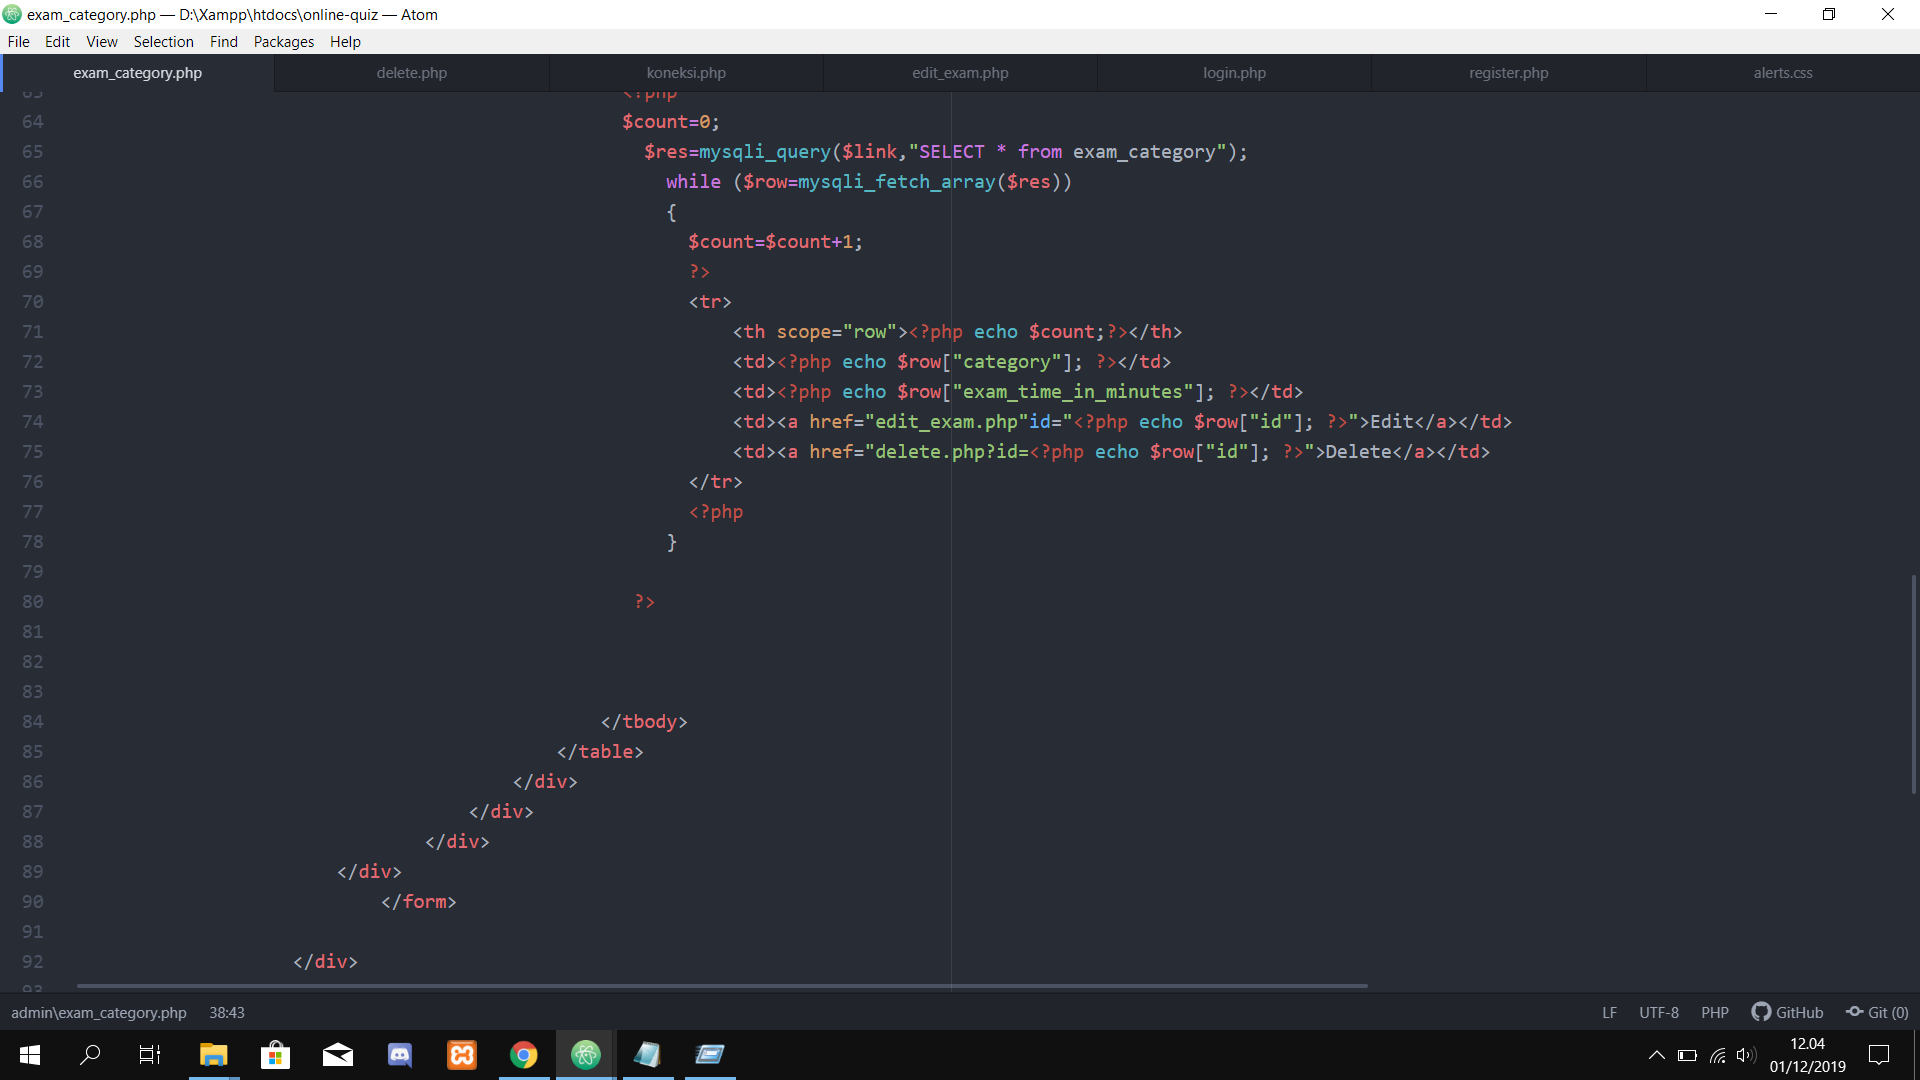 exam_category.php — D:\Xampp\htdocs\online-quiz — Atom
File Edit View Selection Find Packages Help
exam_category.php delete.php koneksi.php edit_exam.php login.php register.php alerts.css
63 <?php
64 $count=0;
65 $res=mysqli_query($link,"SELECT * from exam_category");
66 while ($row=mysqli_fetch_array($res))
67 {
68 $count=$count+1;
69 ?>
70 <tr>
71 <th scope="row"><?php echo $count;?></th>
72 <td><?php echo $row["category"]; ?></td>
73 <td><?php echo $row["exam_time_in_minutes"]; ?></td>
74 <td><a href="edit_exam.php"id="<?php echo $row["id"]; ?>">Edit</a></td>
75 <td><a href="delete.php?id=<?php echo $row["id"]; ?>">Delete</a></td>
76 </tr>
77 <?php
78 }
79
80 ?>
81
82
83
84 </tbody>
85 </table>
86 </div>
87 </div>
88 </div>
89 </div>
90 </form>
91
92 </div>
93
admin\exam_category.php 38:43 LF UTF-8 PHP GitHub Git (0)
12.04
01/12/2019